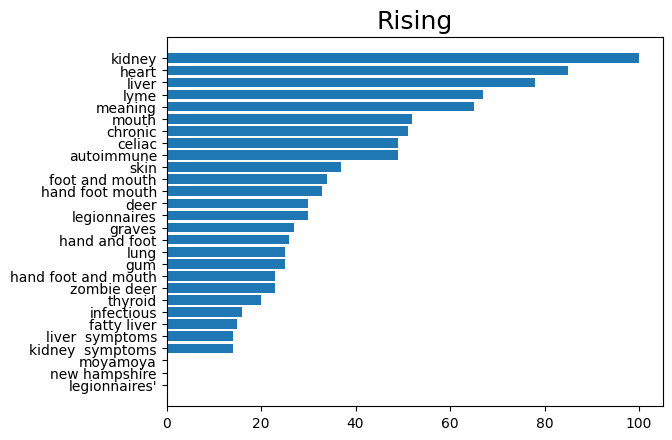 Rising
kidney
heart
liver
lyme
meaning
mouth
chronic
celiac
autoimmune
skin
foot and mouth
hand foot mouth
deer
legionnaires
graves
hand and foot
lung
gum
hand foot and mouth
zombie deer
thyroid
infectious
fatty liver
liver  symptoms
kidney  symptoms
moyamoya
new hampshire
legionnaires'
0 20 40 60 80 100